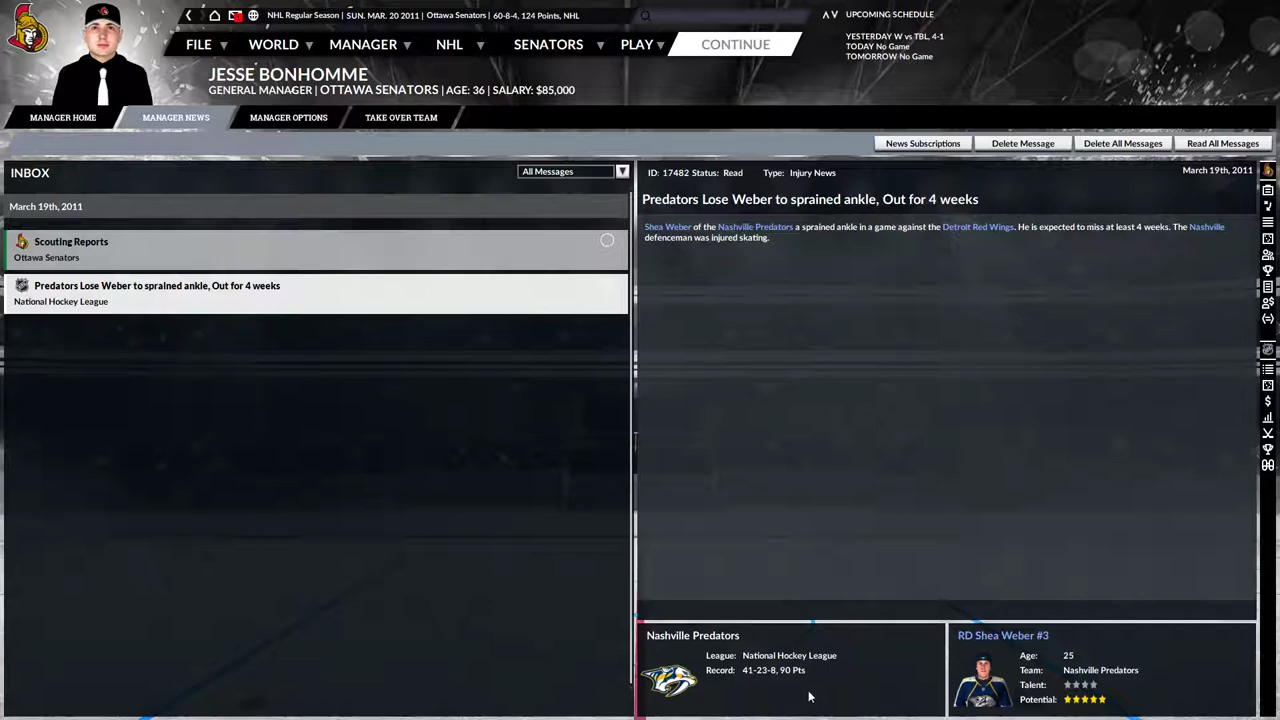 NHL Regular Season | SUN. MAR. 20 2011 | Ottawa Senators | 60-8-4, 124 Points, NHL
UPCOMING SCHEDULE
YESTERDAY W vs TBL, 4-1
TODAY No Game
TOMORROW No Game
FILE WORLD MANAGER NHL SENATORS PLAY CONTINUE
JESSE BONHOMME
GENERAL MANAGER | OTTAWA SENATORS | AGE: 36 | SALARY: $85,000
MANAGER HOME MANAGER NEWS MANAGER OPTIONS TAKE OVER TEAM
News Subscriptions Delete Message Delete All Messages Read All Messages
INBOX All Messages
March 19th, 2011
Scouting Reports
Ottawa Senators
Predators Lose Weber to sprained ankle, Out for 4 weeks
National Hockey League
ID: 17482 Status: Read Type: Injury News March 19th, 2011
Predators Lose Weber to sprained ankle, Out for 4 weeks
Shea Weber of the Nashville Predators a sprained ankle in a game against the Detroit Red Wings. He is expected to miss at least 4 weeks. The Nashville
defenceman was injured skating.
Nashville Predators
League: National Hockey League
Record: 41-23-8, 90 Pts
RD Shea Weber #3
Age: 25
Team: Nashville Predators
Talent:
Potential: